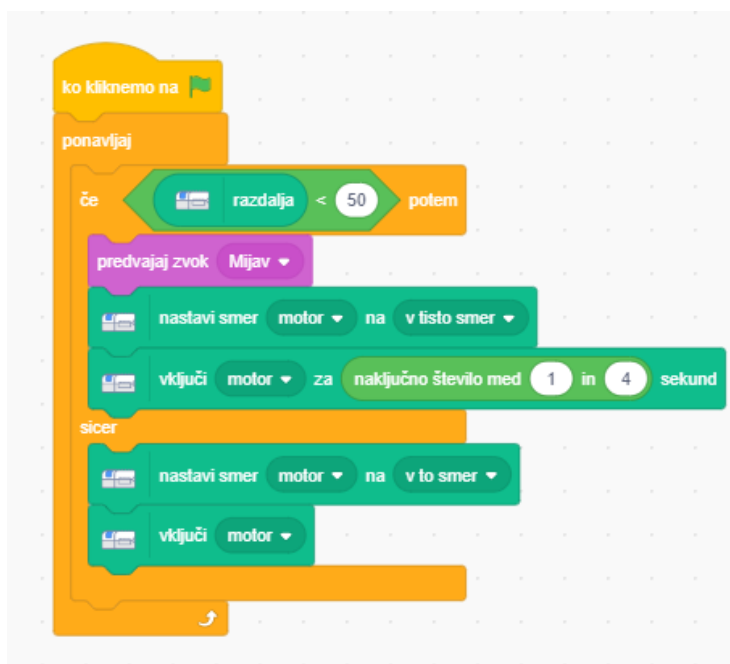 ko kliknemo na
ponavljaj
če razdalja < 50 potem
predvajaj zvok Mijav
nastavi smer motor na v tisto smer
vključi motor za naključno število med 1 in 4 sekund
sicer
nastavi smer motor na v to smer
vključi motor